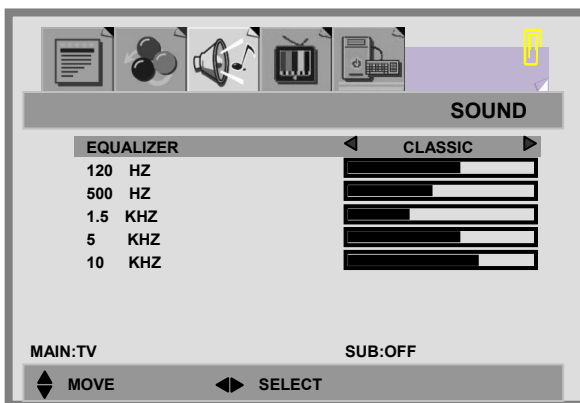 SOUND
EQUALIZER CLASSIC
120 HZ
500 HZ
1.5 KHZ
5 KHZ
10 KHZ
MAIN:TV SUB:OFF
MOVE SELECT